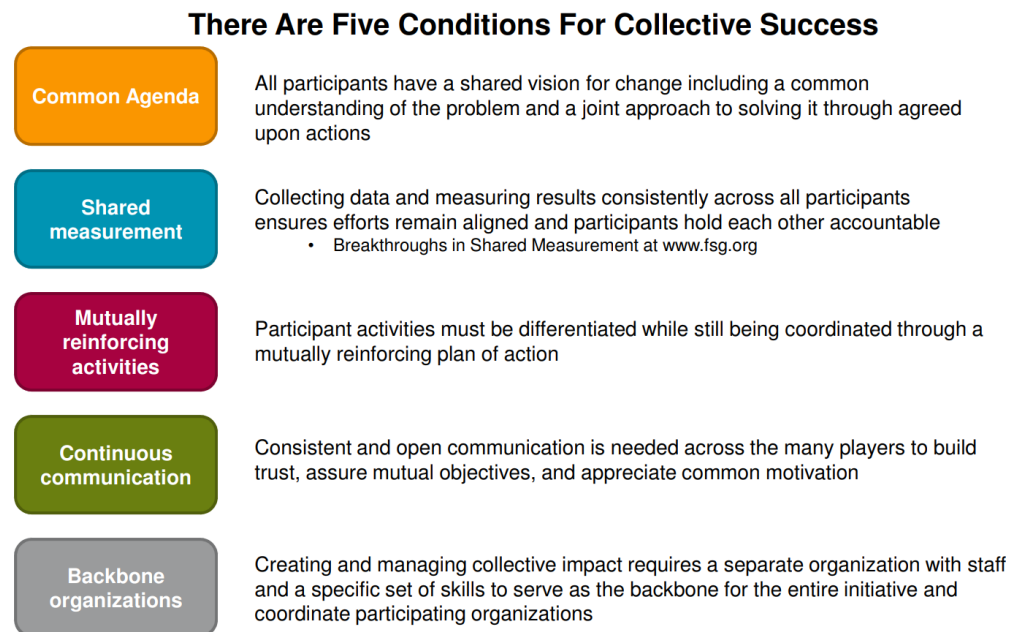 There Are Five Conditions For Collective Success
Common Agenda
All participants have a shared vision for change including a common
understanding of the problem and a joint approach to solving it through agreed
upon actions
Shared
measurement
Collecting data and measuring results consistently across all participants
ensures efforts remain aligned and participants hold each other accountable
• Breakthroughs in Shared Measurement at www.fsg.org
Mutually
reinforcing
activities
Participant activities must be differentiated while still being coordinated through a
mutually reinforcing plan of action
Continuous
communication
Consistent and open communication is needed across the many players to build
trust, assure mutual objectives, and appreciate common motivation
Backbone
organizations
Creating and managing collective impact requires a separate organization with staff
and a specific set of skills to serve as the backbone for the entire initiative and
coordinate participating organizations